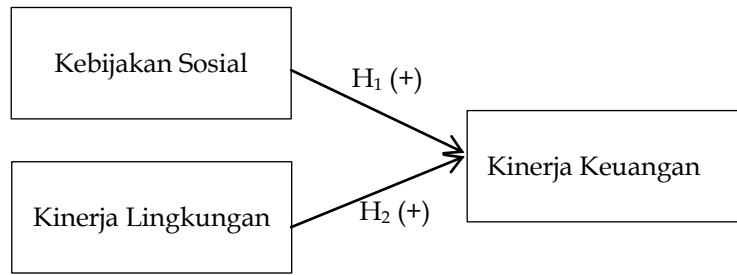 Kebijakan Sosial
H₁ (+)
Kinerja Keuangan
Kinerja Lingkungan
H₂ (+)